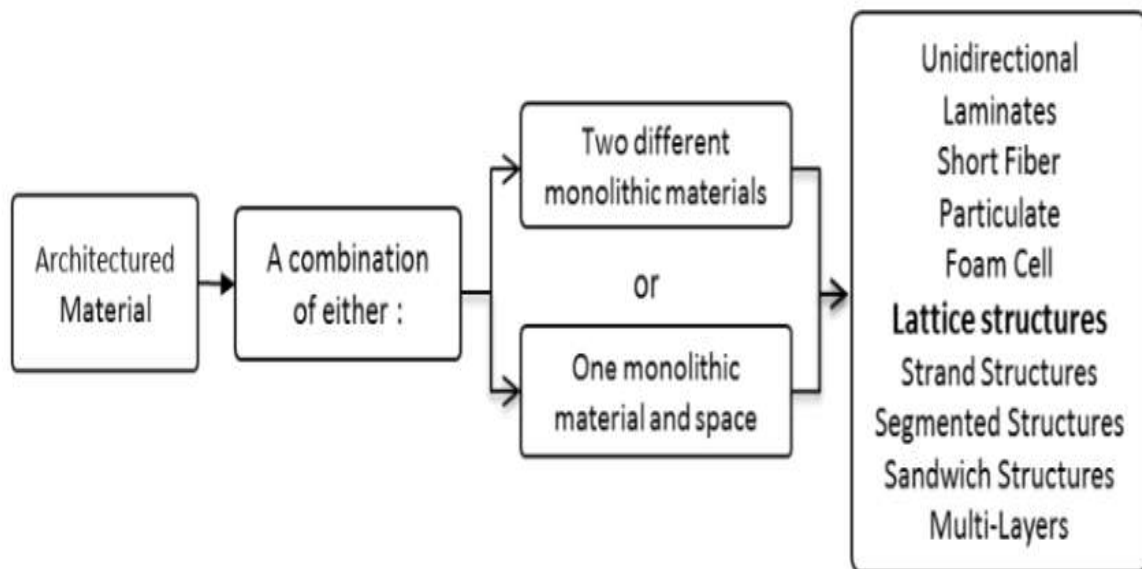 Architectured
Material
A combination
of either :
Two different
monolithic materials
or
One monolithic
material and space
Unidirectional
Laminates
Short Fiber
Particulate
Foam Cell
Lattice structures
Strand Structures
Segmented Structures
Sandwich Structures
Multi-Layers